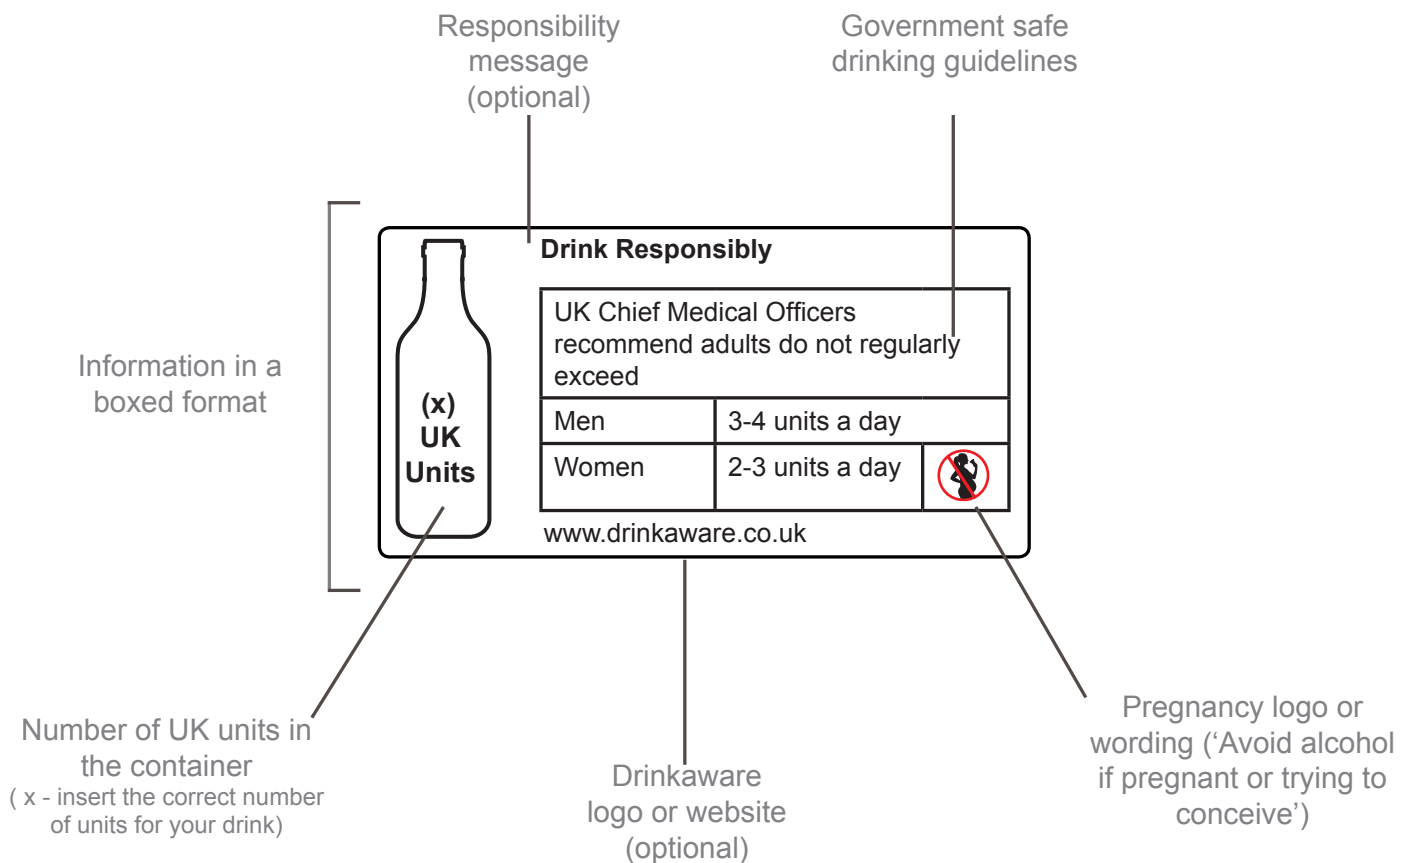 Responsibility
message
(optional)
Government safe
drinking guidelines
Information in a
boxed format
Drink Responsibly
UK Chief Medical Officers
recommend adults do not regularly
exceed
Men 3-4 units a day
Women 2-3 units a day
(x)
UK
Units
www.drinkaware.co.uk
Number of UK units in
the container
( x - insert the correct number
of units for your drink)
Drinkaware
logo or website
(optional)
Pregnancy logo or
wording (‘Avoid alcohol
if pregnant or trying to
conceive’)